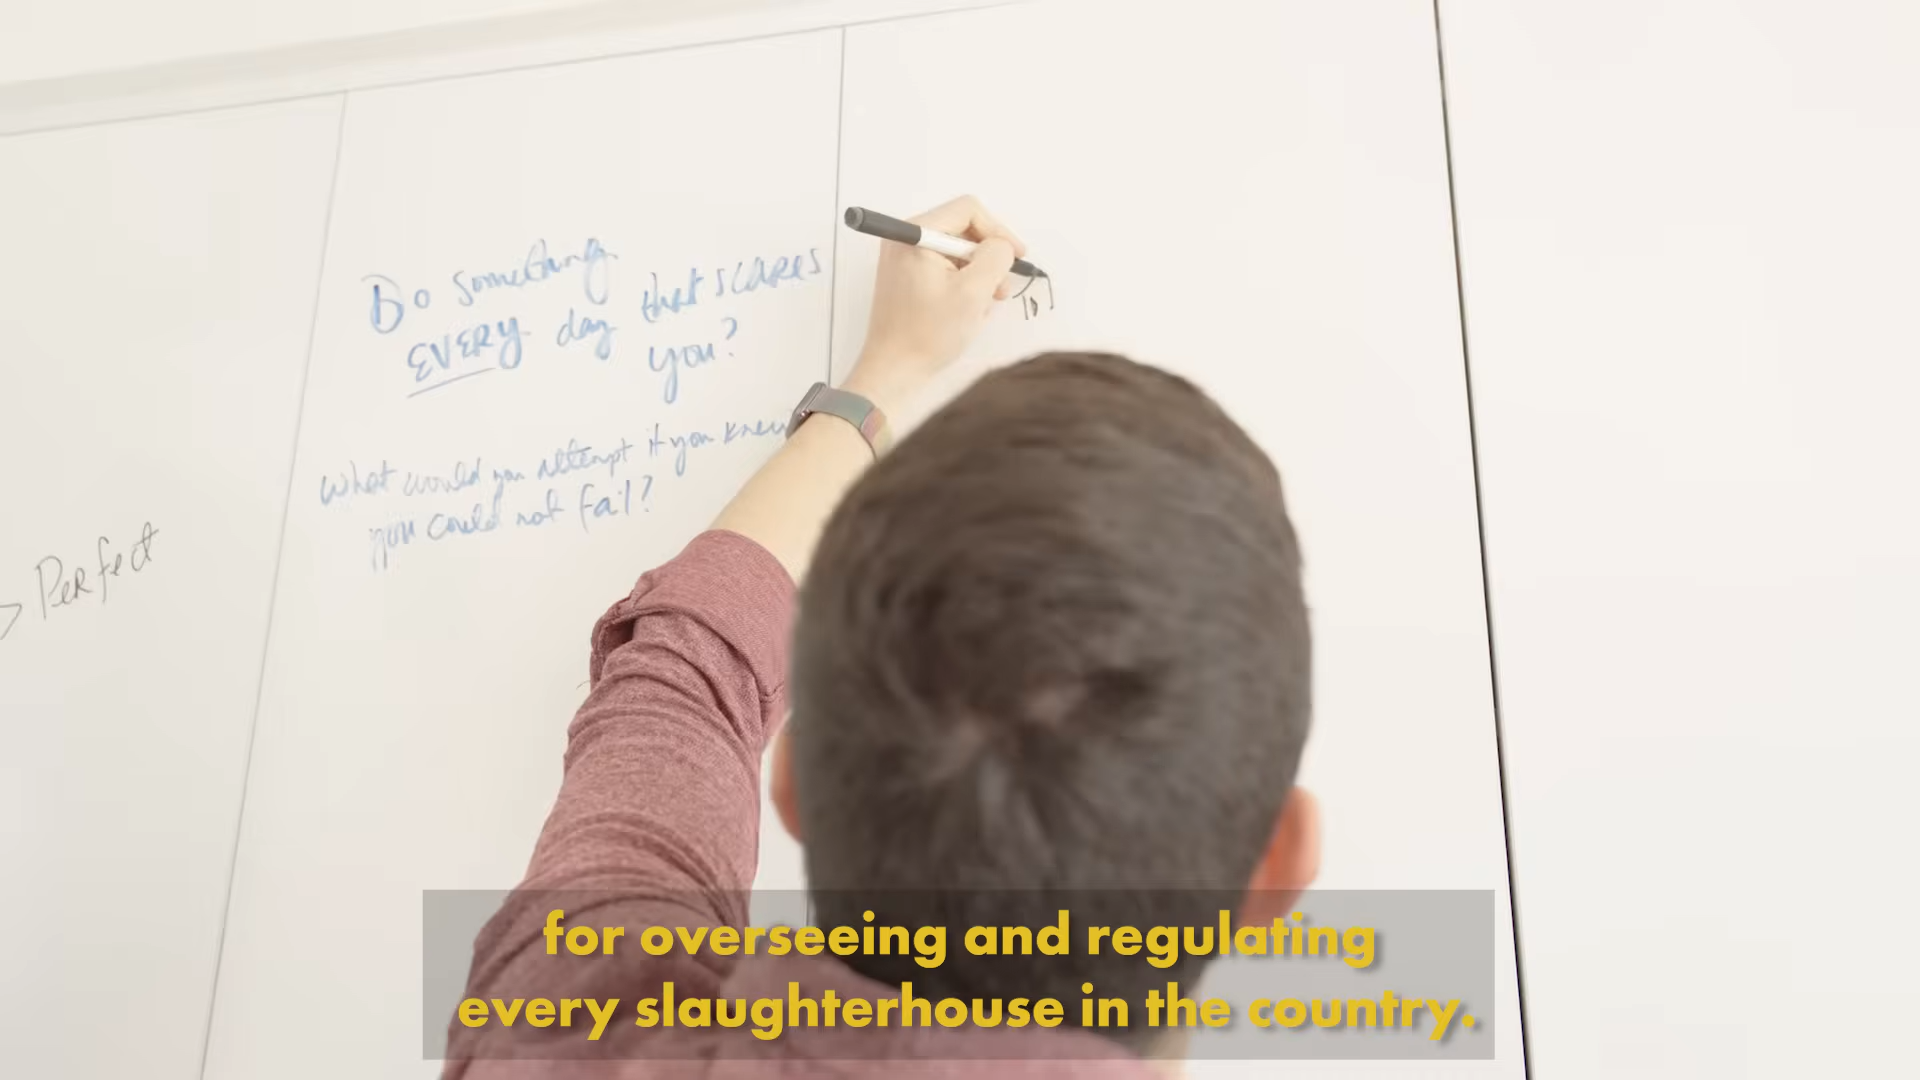 Do something
EVERY day that scares
you?
What would you attempt if you knew
you could not fail?
> Perfect
for overseeing and regulating
every slaughterhouse in the country.